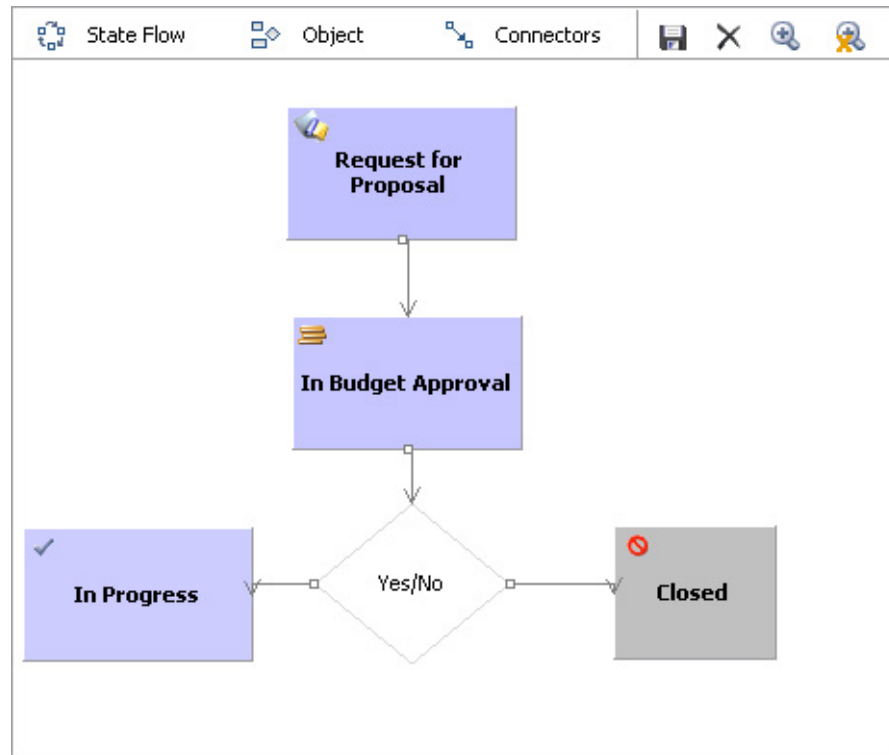 State Flow
Object
Connectors
Request for
Proposal
In Budget Approval
In Progress
Yes/No
Closed